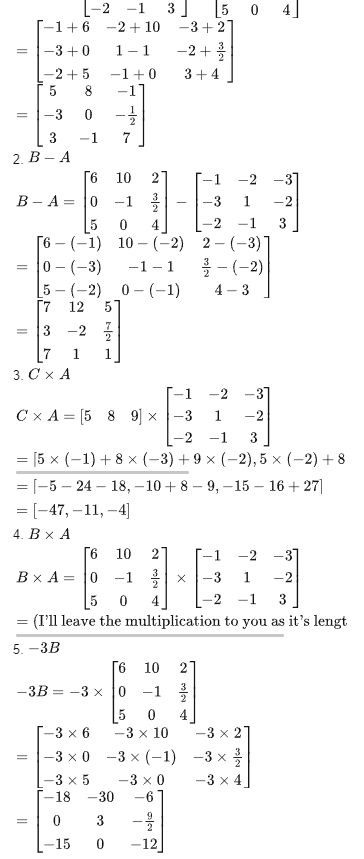 [-2 -1 3] [5 0 4]
= [-1 + 6 -2 + 10 -3 + 2
-3 + 0 1 - 1 -2 + 3/2
-2 + 5 -1 + 0 3 + 4]
= [5 8 -1
-3 0 -1/2
3 -1 7]
2. B - A
B - A = [6 10 2
0 -1 3/2
5 0 4] - [-1 -2 -3
-3 1 -2
-2 -1 3]
= [6 - (-1) 10 - (-2) 2 - (-3)
0 - (-3) -1 - 1 3/2 - (-2)
5 - (-2) 0 - (-1) 4 - 3]
= [7 12 5
3 -2 7/2
7 1 1]
3. C × A
C × A = [5 8 9] × [-1 -2 -3
-3 1 -2
-2 -1 3]
= [5 × (-1) + 8 × (-3) + 9 × (-2), 5 × (-2) + 8
= [-5 - 24 - 18, -10 + 8 - 9, -15 - 16 + 27]
= [-47, -11, -4]
4. B × A
B × A = [6 10 2
0 -1 3/2
5 0 4] × [-1 -2 -3
-3 1 -2
-2 -1 3]
= (I'll leave the multiplication to you as it's lengt
5. -3B
-3B = -3 × [6 10 2
0 -1 3/2
5 0 4]
= [-3 × 6 -3 × 10 -3 × 2
-3 × 0 -3 × (-1) -3 × 3/2
-3 × 5 -3 × 0 -3 × 4]
= [-18 -30 -6
0 3 -9/2
-15 0 -12]